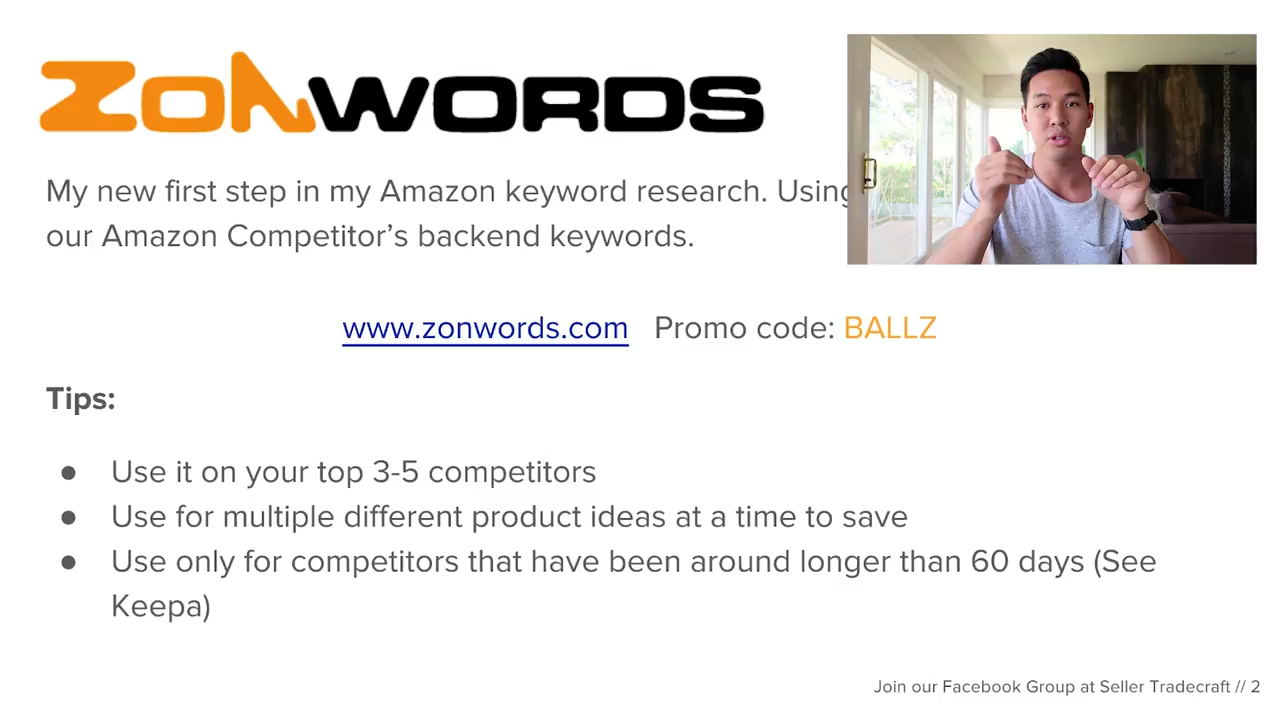 ZONWORDS
My new first step in my Amazon keyword research. Using
our Amazon Competitor's backend keywords.
www.zonwords.com Promo code: BALLZ
Tips:
● Use it on your top 3-5 competitors
● Use for multiple different product ideas at a time to save
● Use only for competitors that have been around longer than 60 days (See
Keepa)
Join our Facebook Group at Seller Tradecraft // 2